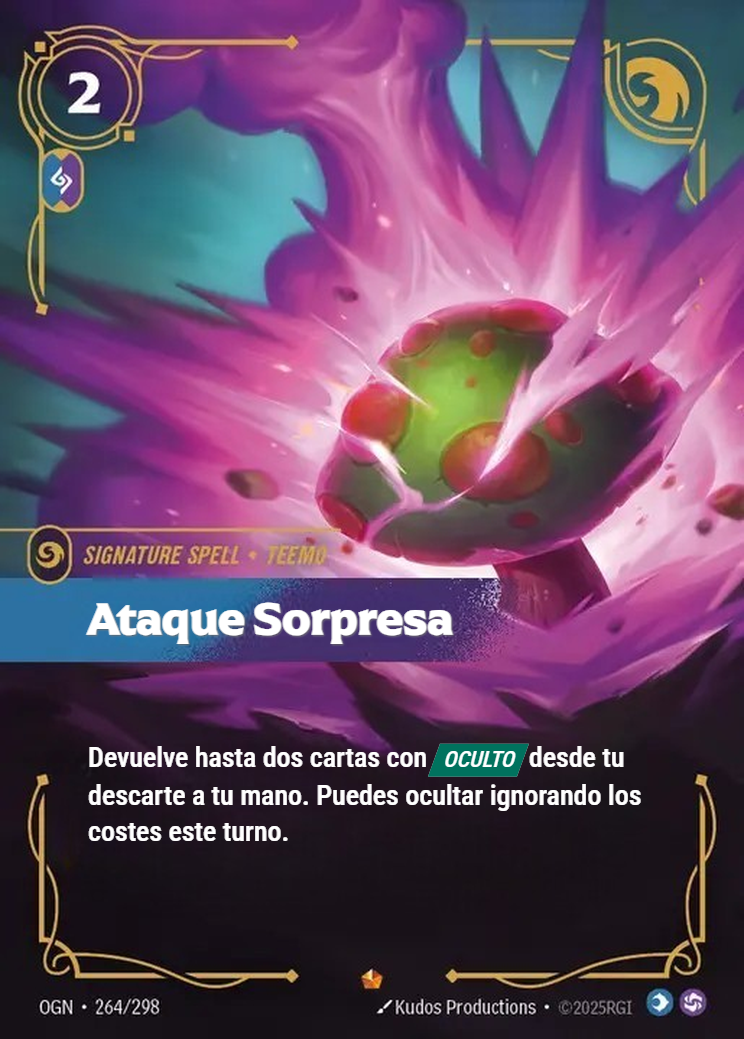 2
SIGNATURE SPELL • TEEMO
Ataque Sorpresa
Devuelve hasta dos cartas con OCULTO desde tu
descarte a tu mano. Puedes ocultar ignorando los
costes este turno.
OGN • 264/298
Kudos Productions • ©2025RGI